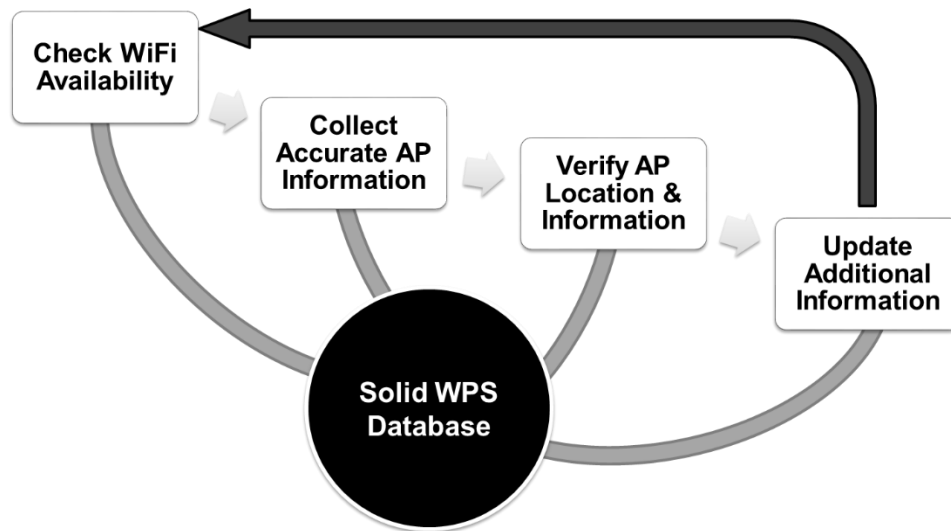 Check WiFi
Availability
Collect
Accurate AP
Information
Verify AP
Location &
Information
Update
Additional
Information
Solid WPS
Database